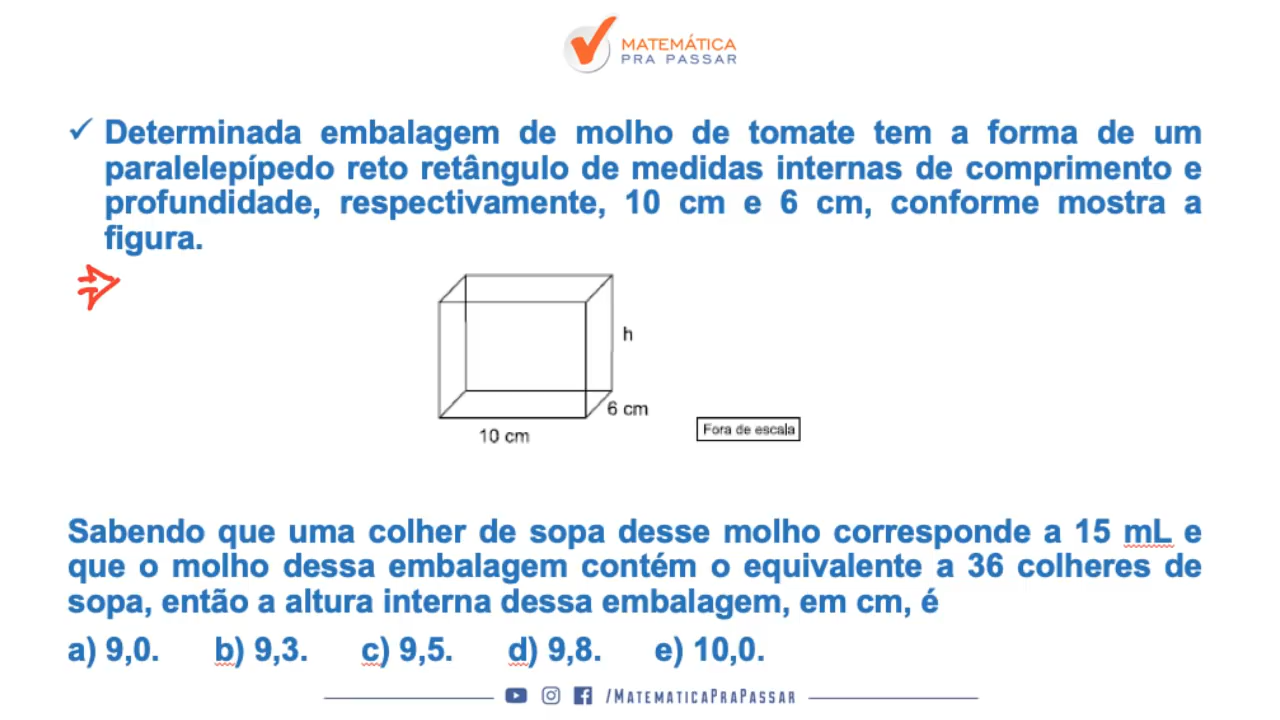 MATEMÁTICA
PRA PASSAR
✓ Determinada embalagem de molho de tomate tem a forma de um
paralelepípedo reto retângulo de medidas internas de comprimento e
profundidade, respectivamente, 10 cm e 6 cm, conforme mostra a
figura.
h
6 cm
10 cm
Fora de escala
Sabendo que uma colher de sopa desse molho corresponde a 15 mL e
que o molho dessa embalagem contém o equivalente a 36 colheres de
sopa, então a altura interna dessa embalagem, em cm, é
a) 9,0. b) 9,3. c) 9,5. d) 9,8. e) 10,0.
/MATEMATICAPRAPASSAR